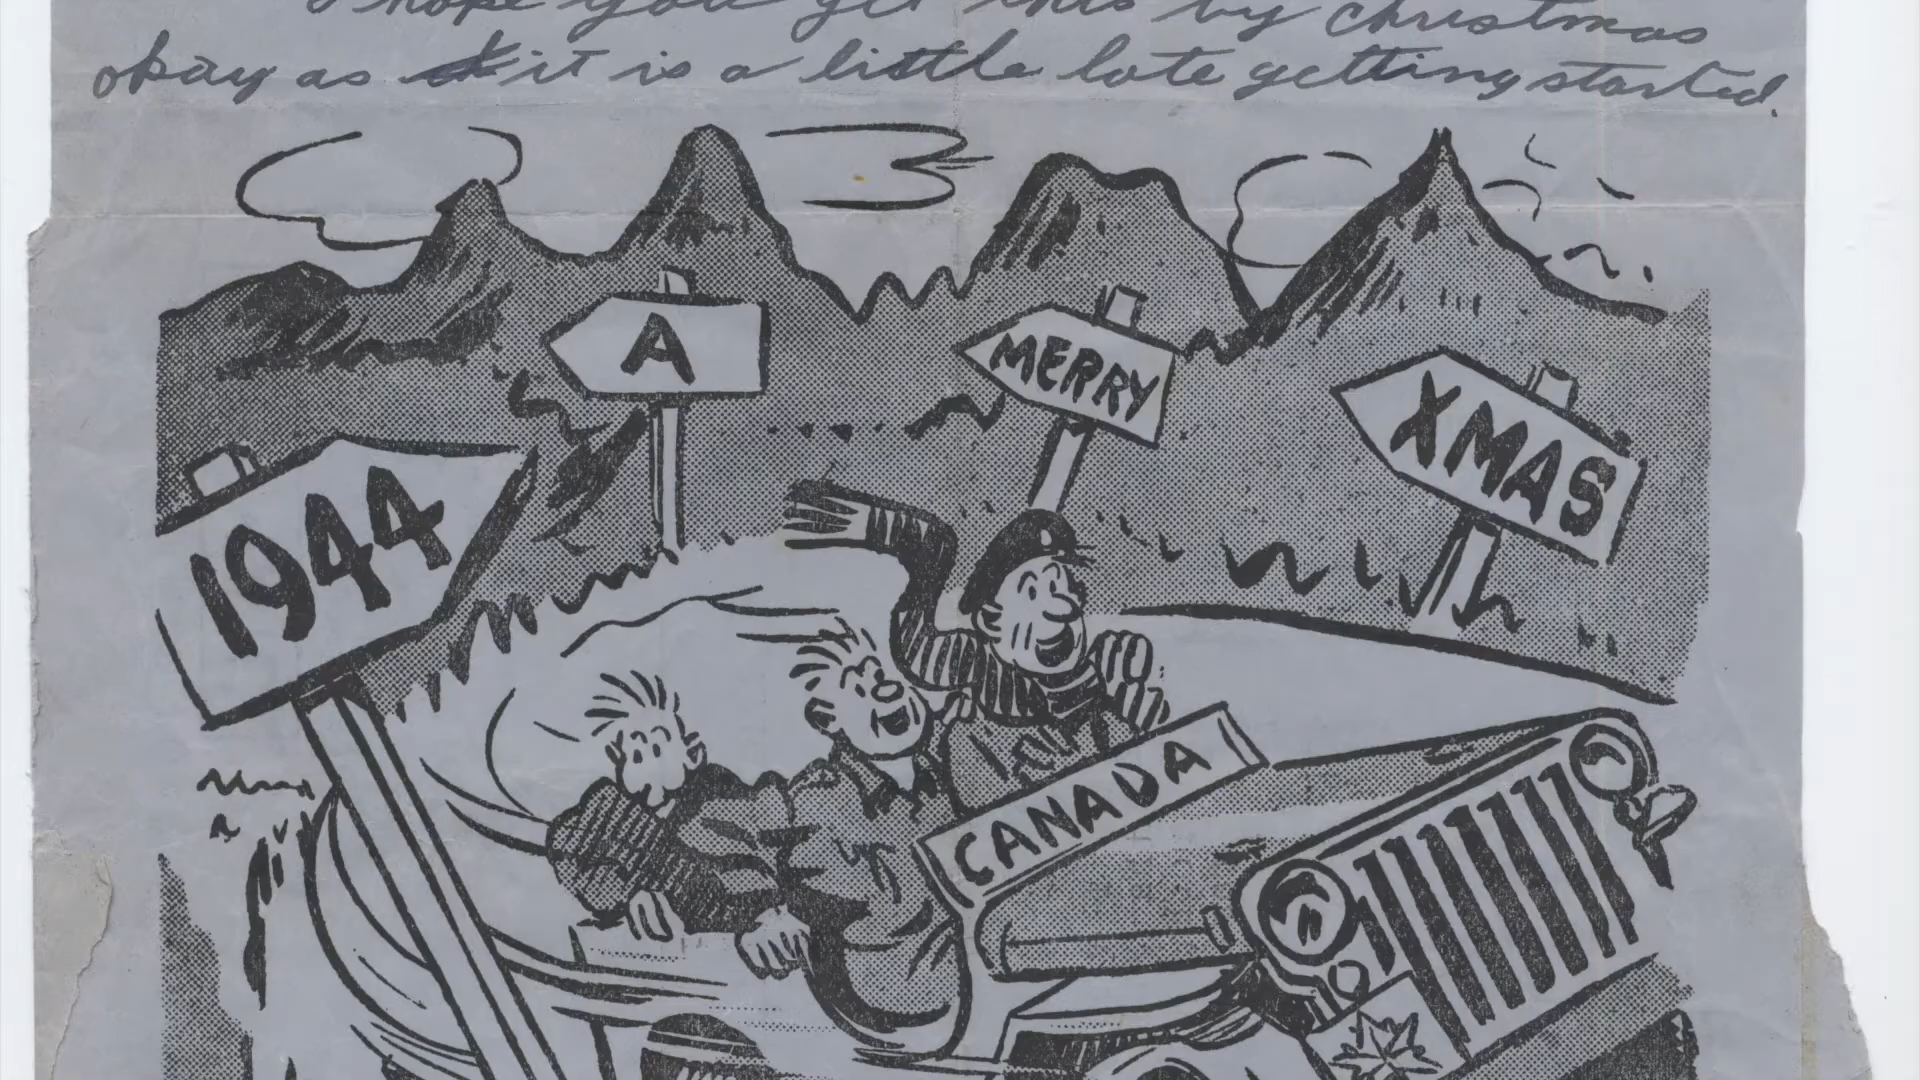 I hope you get this by christmas
okay as it is a little late getting started.
A
MERRY
XMAS
1944
CANADA